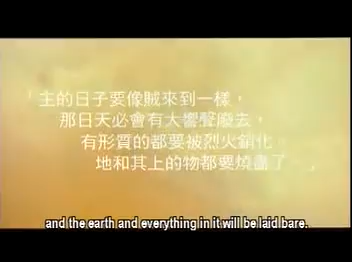 「主的日子要像賊來到一樣，
那日天必會有大響聲廢去，
有形質的都要被烈火銷化。
地和其上的物都要燒盡了 」
and the earth and everything in it will be laid bare.